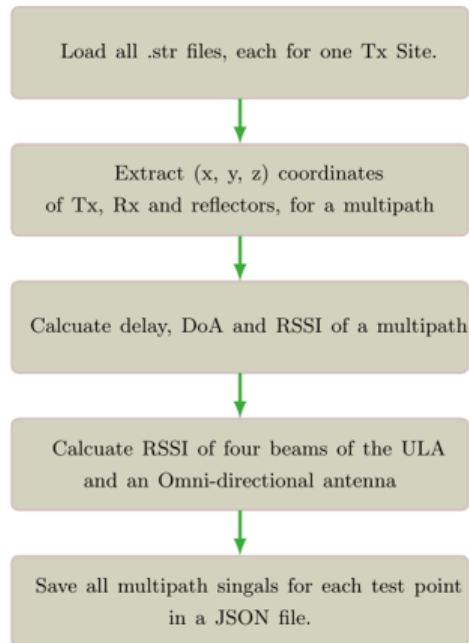 Load all .str files, each for one Tx Site.
Extract (x, y, z) coordinates
of Tx, Rx and reflectors, for a multipath
Calcuate delay, DoA and RSSI of a multipath
Calcuate RSSI of four beams of the ULA
and an Omni-directional antenna
Save all multipath singals for each test point
in a JSON file.